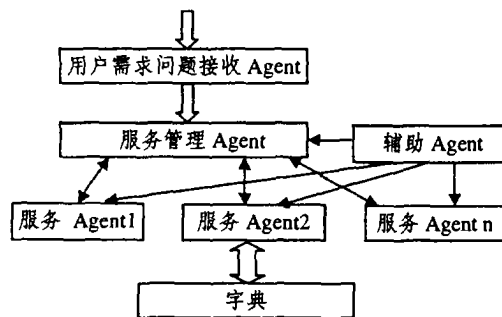 用户需求问题接收 Agent
服务管理 Agent
辅助 Agent
服务 Agent1
服务 Agent2
服务 Agent n
字典